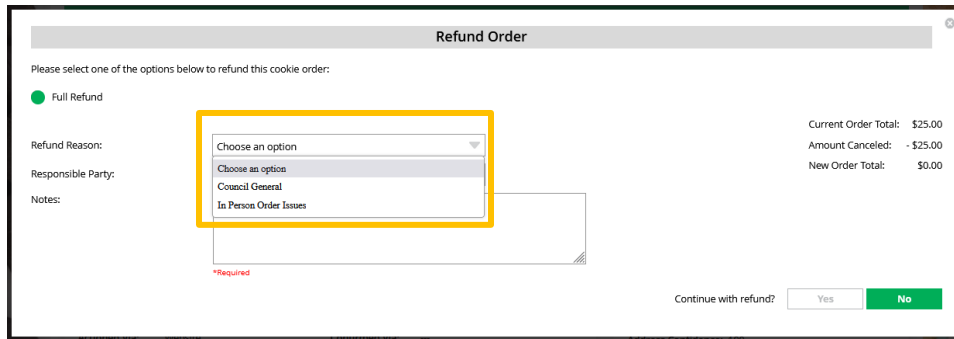 Refund Order
Please select one of the options below to refund this cookie order:
Full Refund
Current Order Total: $25.00
Refund Reason:
Choose an option
Amount Canceled: - $25.00
Choose an option
New Order Total: $0.00
Responsible Party:
Council General
Notes:
In Person Order Issues
*Required
Continue with refund?
Yes
No